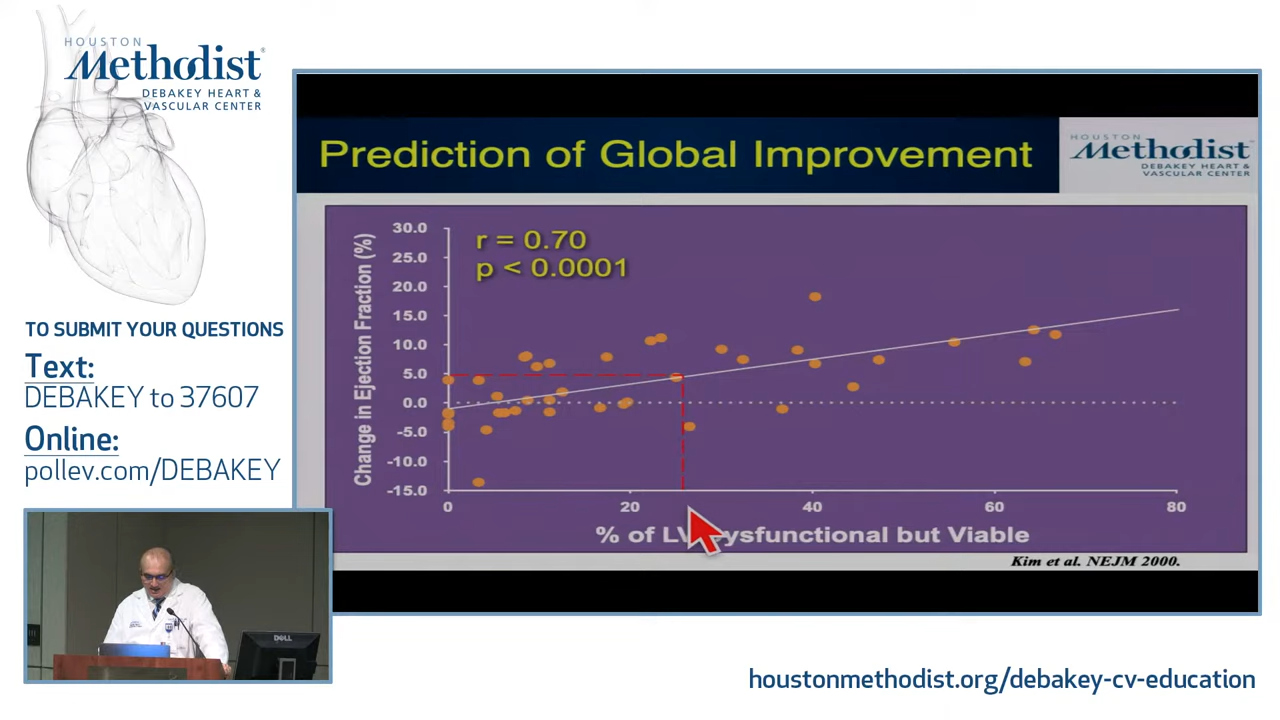 HOUSTON
Methodist®
DEBAKEY HEART &
VASCULAR CENTER
TO SUBMIT YOUR QUESTIONS
Text:
DEBAKEY to 37607
Online:
pollev.com/DEBAKEY
Prediction of Global Improvement
HOUSTON
Methodist
DEBAKEY HEART &
VASCULAR CENTER
Change in Ejection Fraction (%)
30.0
25.0
20.0
15.0
10.0
5.0
0.0
-5.0
-10.0
-15.0
r = 0.70
p < 0.0001
0 20 40 60 80
% of LV Dysfunctional but Viable
Kim et al. NEJM 2000.
DELL
houstonmethodist.org/debakey-cv-education